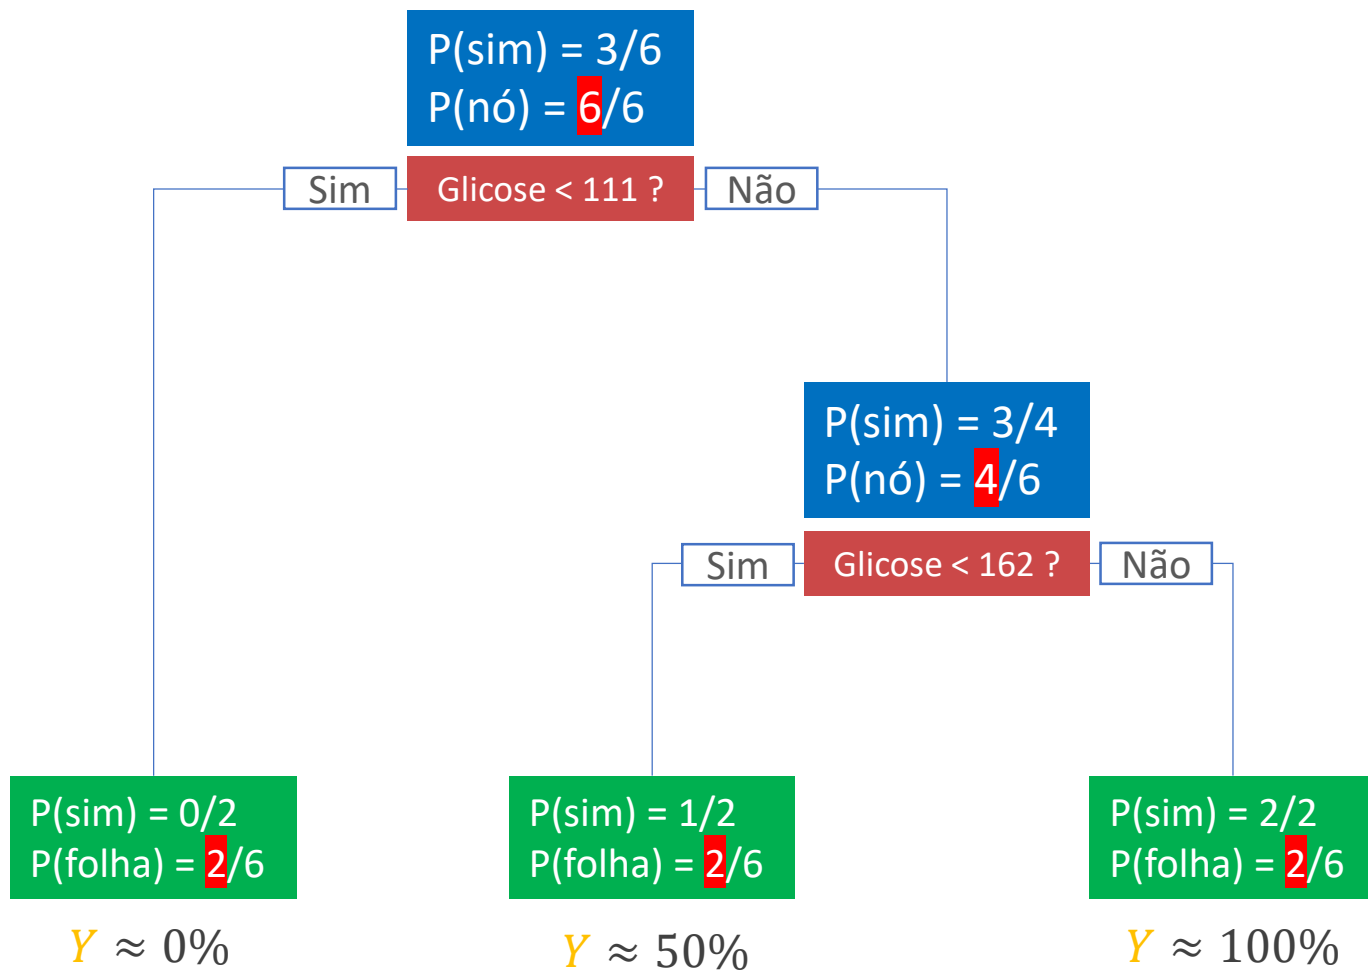 P(sim) = 3/6
P(nó) = 6/6
Sim
Glicose < 111 ?
Não
P(sim) = 3/4
P(nó) = 4/6
Sim
Glicose < 162 ?
Não
P(sim) = 0/2
P(folha) = 2/6
P(sim) = 1/2
P(folha) = 2/6
P(sim) = 2/2
P(folha) = 2/6
Y ≈ 0%
Y ≈ 50%
Y ≈ 100%